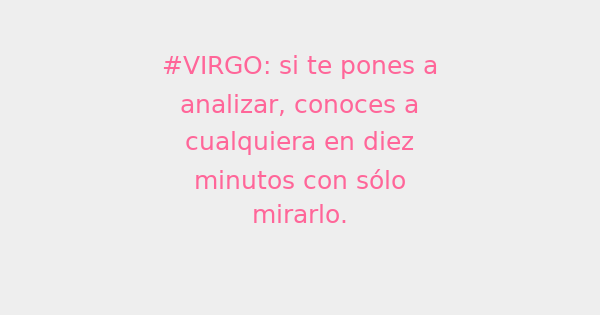 #VIRGO: si te pones a
analizar, conoces a
cualquiera en diez
minutos con sólo
mirarlo.